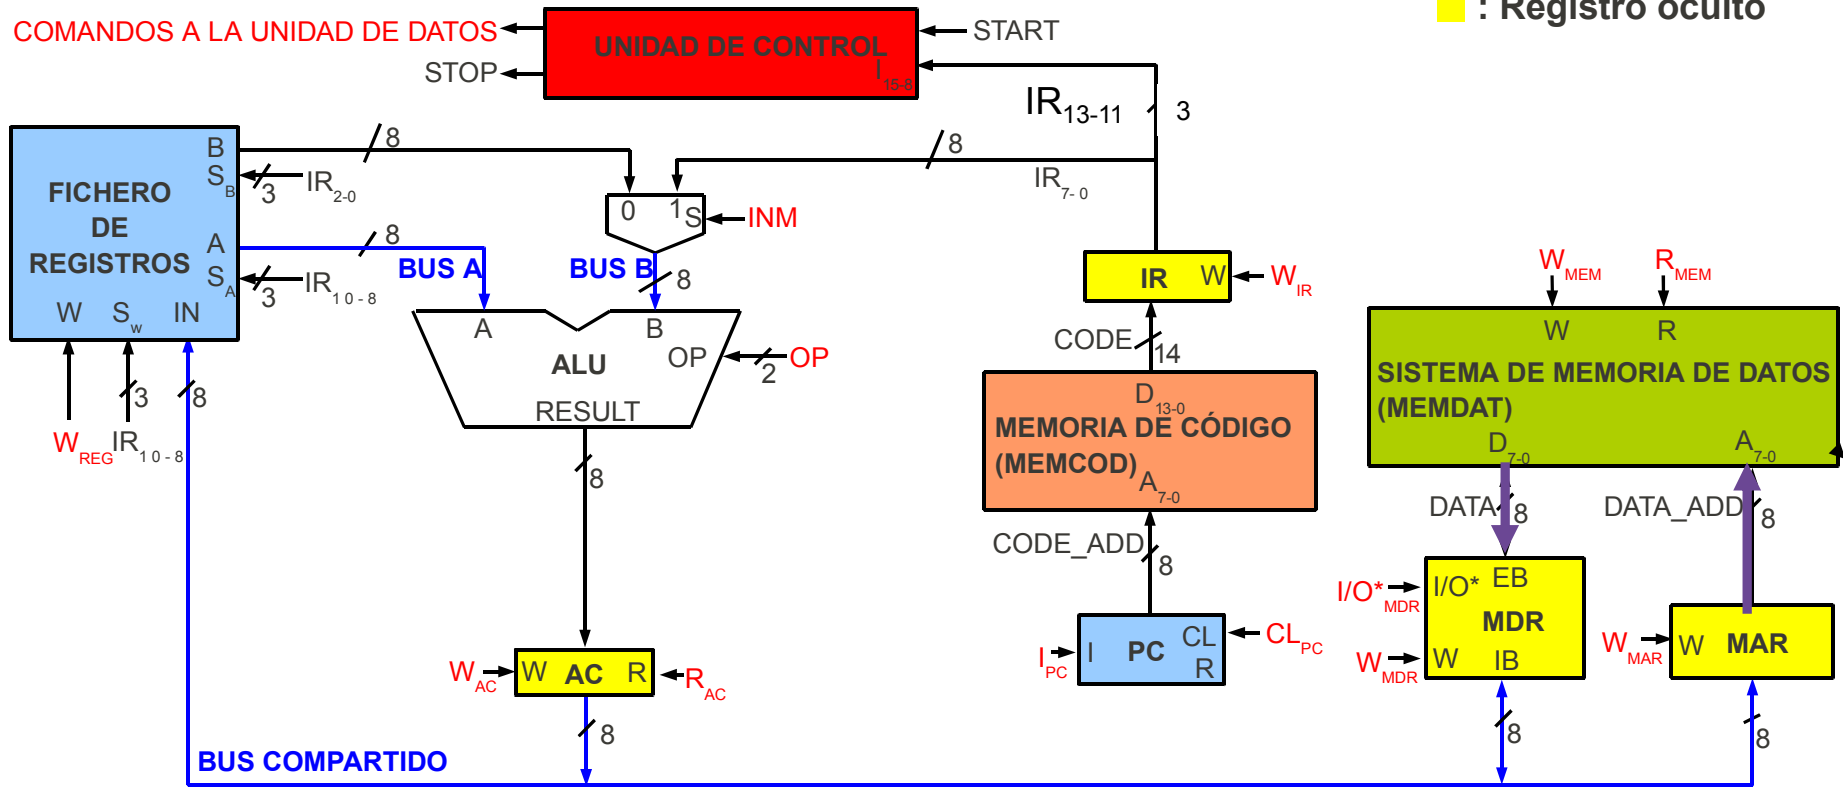 : Registro oculto
COMANDOS A LA UNIDAD DE DATOS
UNIDAD DE CONTROL
START
STOP
I15-8
IR13-11
3
8
8
B
SB
3
IR2-0
IR7-0
FICHERO
DE
REGISTROS
0
1
S
INM
A
8
BUS A
BUS B
8
SA
3
IR10-8
IR
W
WIR
WMEM
RMEM
W
Sw
IN
A
B
OP
2
OP
ALU
RESULT
CODE
14
W
R
SISTEMA DE MEMORIA DE DATOS
(MEMDAT)
3
8
WREG
IR10-8
D13-0
MEMORIA DE CÓDIGO
(MEMCOD)
A7-0
D7-0
A7-0
8
DATA
8
DATA_ADD
8
CODE_ADD
8
I/O*MDR
I/O*
EB
MDR
WMDR
W
IB
WMAR
W
MAR
IPC
I
PC
CL
R
CLPC
WAC
W
AC
R
RAC
8
8
8
BUS COMPARTIDO